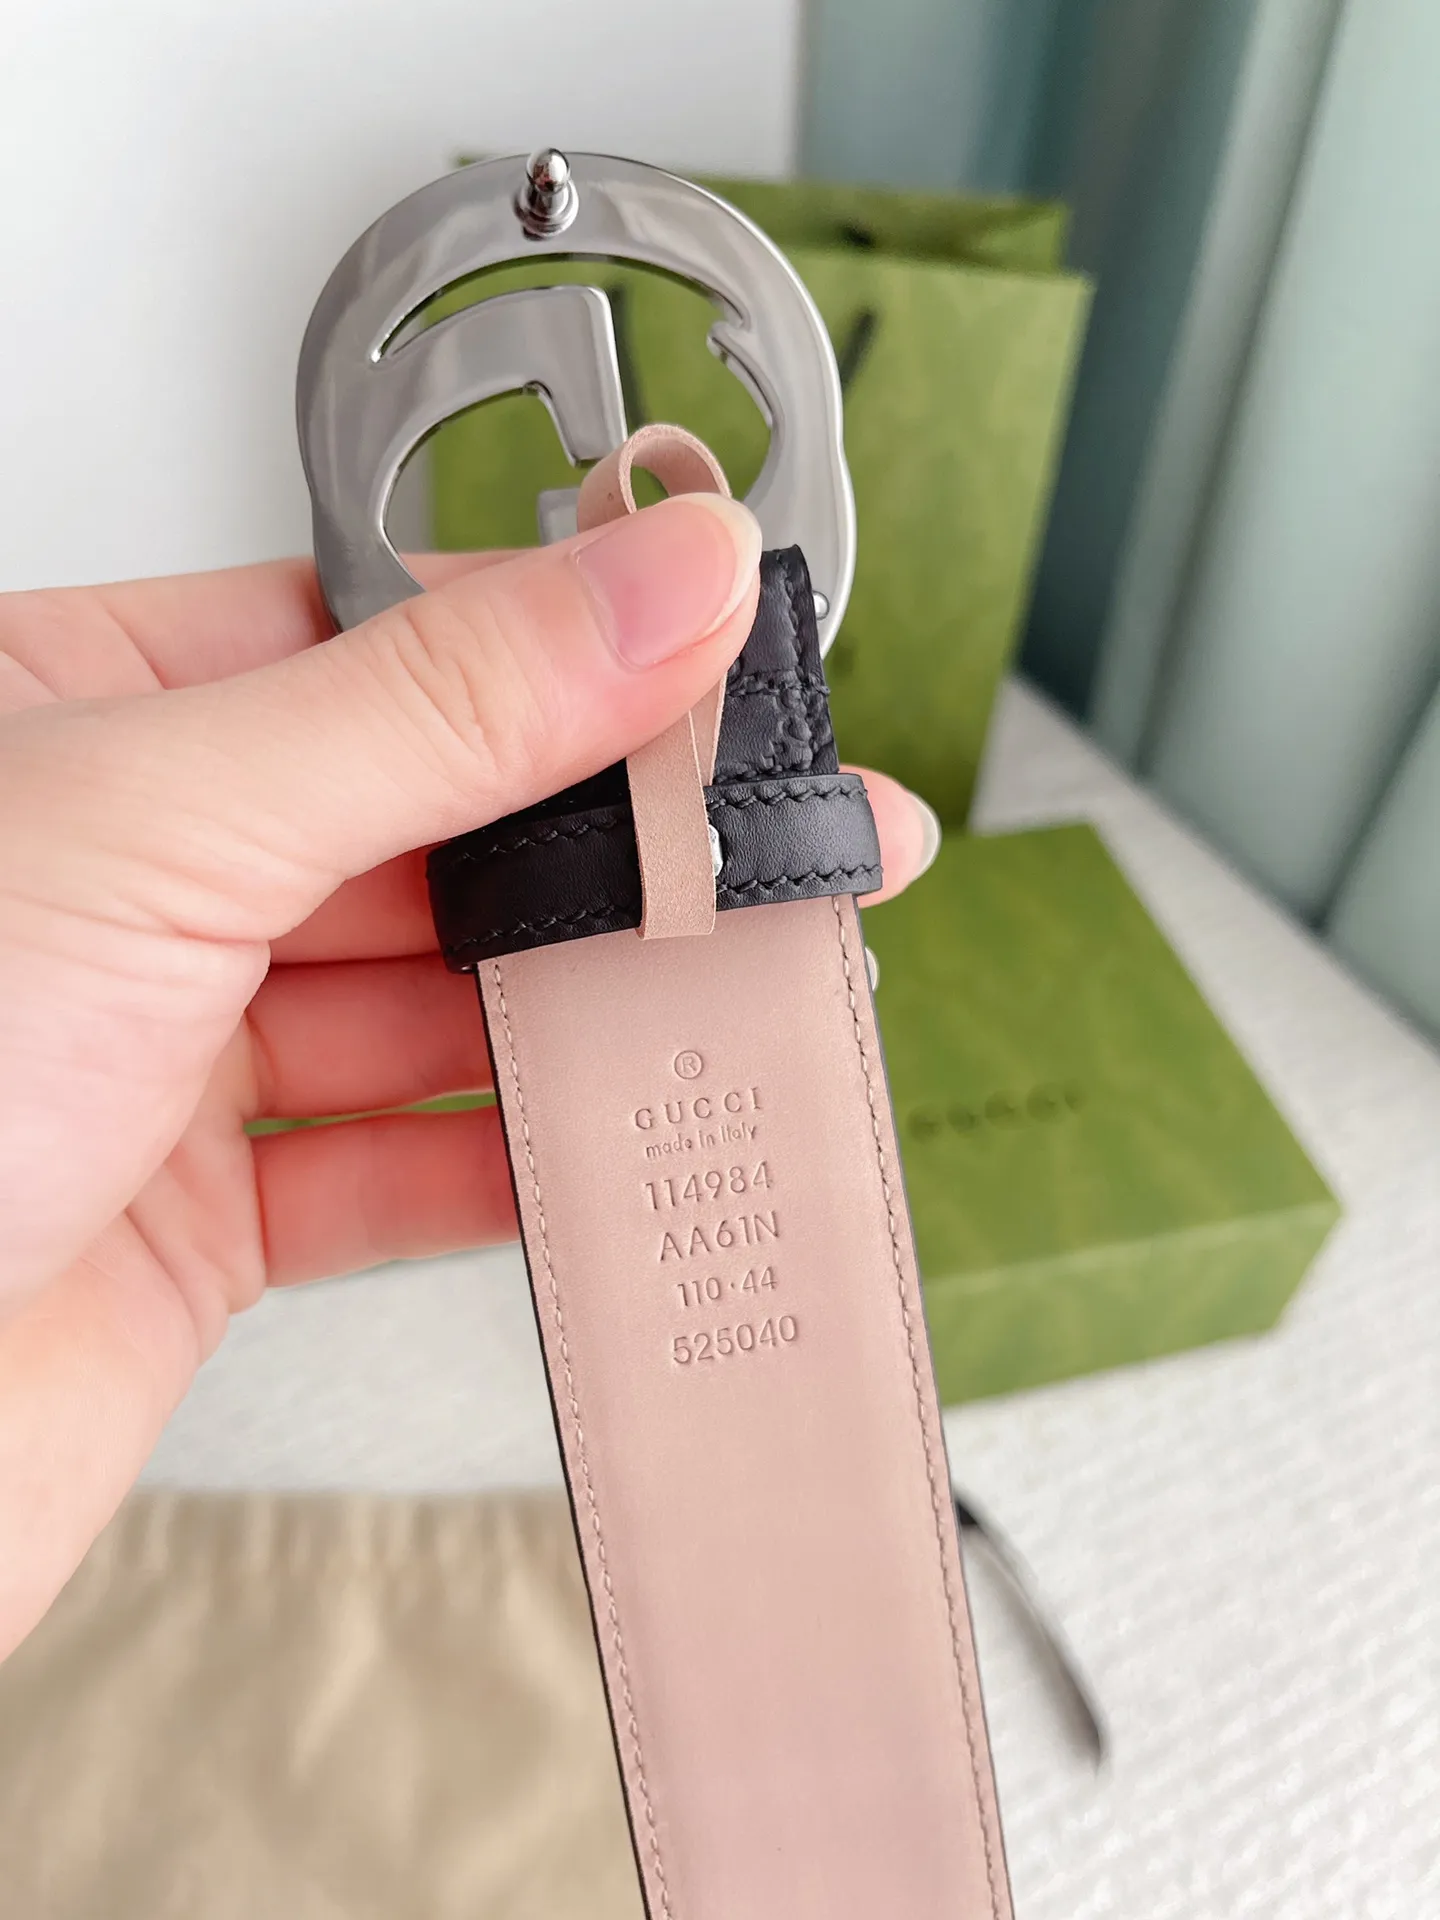 ®
GUCCI
made in Italy
114984
AA61N
110·44
525040
GUCCI